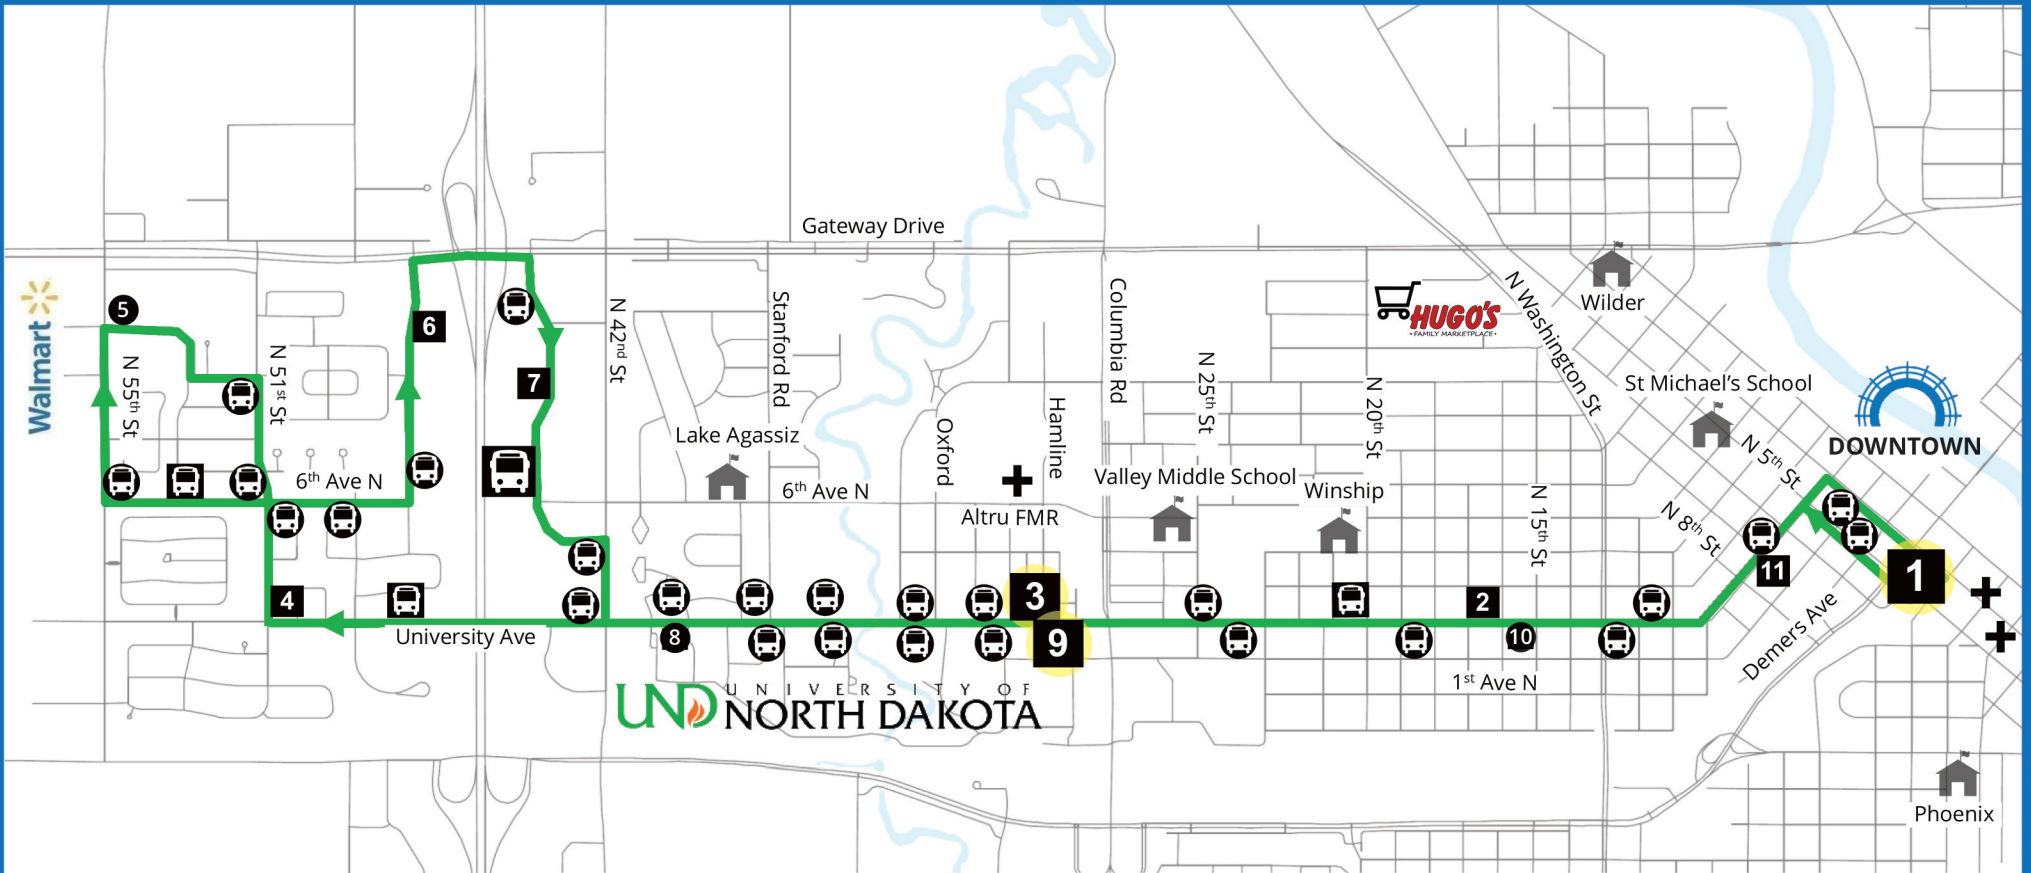 Gateway Drive
Walmart
5
N 55th St
N 51st St
6
7
N 42nd St
Stanford Rd
Oxford
Hamline
Columbia Rd
N 25th St
N 20th St
N 15th St
HUGO'S
• FAMILY MARKETPLACE •
N Washington St
Wilder
St Michael's School
DOWNTOWN
N 5th St
N 8th St
Lake Agassiz
6th Ave N
6th Ave N
Altru FMR
Valley Middle School
Winship
4
3
2
11
1
University Ave
8
9
10
Demers Ave
1st Ave N
UND UNIVERSITY OF
NORTH DAKOTA
Phoenix